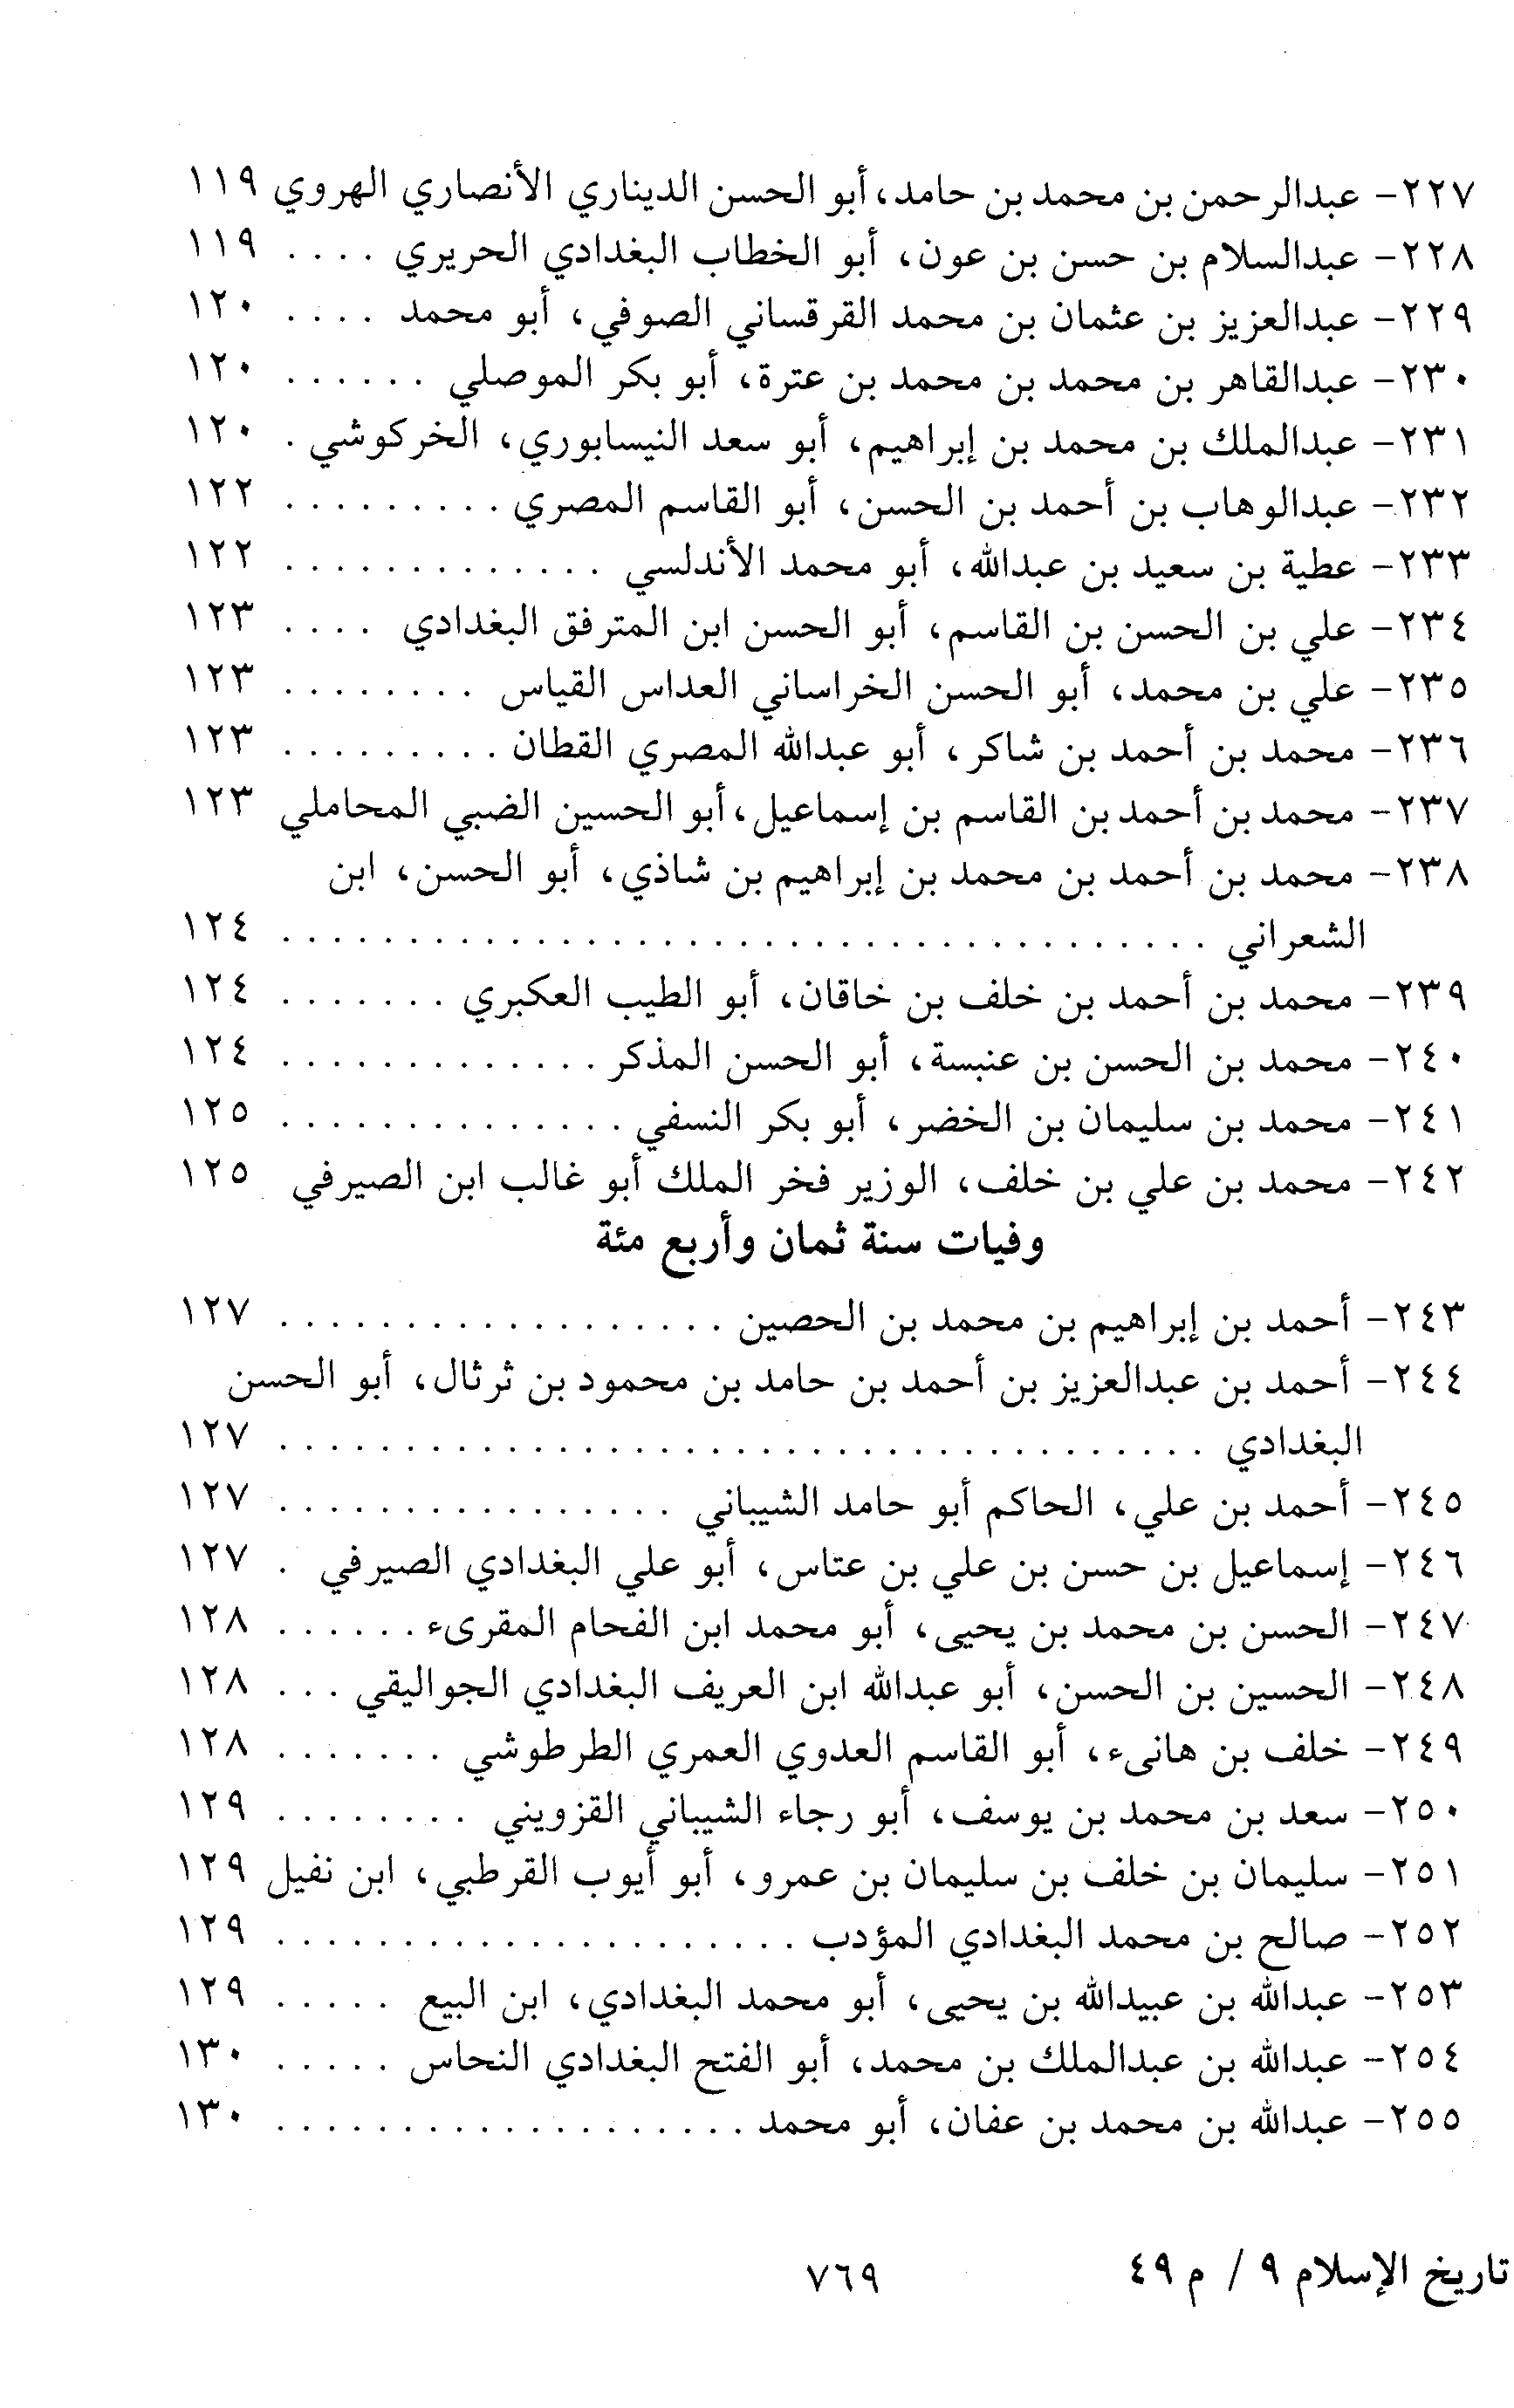 ٢٢٧- عبدالرحمن بن محمد بن حامد، أبو الحسن الديناري الأنصاري الهروي ١١٩
٢٢٨- عبدالسلام بن حسن بن عون، أبو الخطاب البغدادي الحريري . . . . ١١٩
٢٢٩- عبدالعزيز بن عثمان بن محمد القرقساني الصوفي، أبو محمد . . . . ١٢٠
٢٣٠- عبدالقاهر بن محمد بن محمد بن عترة، أبو بكر الموصلي . . . . . . ١٢٠
٢٣١- عبدالملك بن محمد بن إبراهيم، أبو سعد النيسابوري، الخركوشي . ١٢٠
٢٣٢- عبدالوهاب بن أحمد بن الحسن، أبو القاسم المصري . . . . . . . . . ١٢٢
٢٣٣- عطية بن سعيد بن عبدالله، أبو محمد الأندلسي . . . . . . . . . . . . . ١٢٢
٢٣٤- علي بن الحسن بن القاسم، أبو الحسن ابن المترفق البغدادي . . . . ١٢٣
٢٣٥- علي بن محمد، أبو الحسن الخراساني العداس القياس . . . . . . . . ١٢٣
٢٣٦- محمد بن أحمد بن شاكر، أبو عبدالله المصري القطان . . . . . . . . . ١٢٣
٢٣٧- محمد بن أحمد بن القاسم بن إسماعيل، أبو الحسين الضبي المحاملي ١٢٣
٢٣٨- محمد بن أحمد بن محمد بن إبراهيم بن شاذي، أبو الحسن، ابن
الشعراني . . . . . . . . . . . . . . . . . . . . . . . . . . . . . . . . . . . . . ١٢٤
٢٣٩- محمد بن أحمد بن خلف بن خاقان، أبو الطيب العكبري . . . . . . . ١٢٤
٢٤٠- محمد بن الحسن بن عنبسة، أبو الحسن المذكر . . . . . . . . . . . . . ١٢٤
٢٤١- محمد بن سليمان بن الخضر، أبو بكر النسفي . . . . . . . . . . . . . . ١٢٥
٢٤٢- محمد بن علي بن خلف، الوزير فخر الملك أبو غالب ابن الصيرفي ١٢٥
وفيات سنة ثمان وأربع مئة
٢٤٣- أحمد بن إبراهيم بن محمد بن الحصين . . . . . . . . . . . . . . . . . . ١٢٧
٢٤٤- أحمد بن عبدالعزيز بن أحمد بن حامد بن محمود بن ثرثال، أبو الحسن
البغدادي . . . . . . . . . . . . . . . . . . . . . . . . . . . . . . . . . . . . . ١٢٧
٢٤٥- أحمد بن علي، الحاكم أبو حامد الشيباني . . . . . . . . . . . . . . . . ١٢٧
٢٤٦- إسماعيل بن حسن بن علي بن عتاس، أبو علي البغدادي الصيرفي . ١٢٧
٢٤٧- الحسن بن محمد بن يحيى، أبو محمد ابن الفحام المقرىء . . . . . . ١٢٨
٢٤٨- الحسين بن الحسن، أبو عبدالله ابن العريف البغدادي الجواليقي . . . ١٢٨
٢٤٩- خلف بن هانىء، أبو القاسم العدوي العمري الطرطوشي . . . . . . . ١٢٨
٢٥٠- سعد بن محمد بن يوسف، أبو رجاء الشيباني القزويني . . . . . . . . ١٢٩
٢٥١- سليمان بن خلف بن سليمان بن عمرو، أبو أيوب القرطبي، ابن نفيل ١٢٩
٢٥٢- صالح بن محمد البغدادي المؤدب . . . . . . . . . . . . . . . . . . . . . ١٢٩
٢٥٣- عبدالله بن عبيدالله بن يحيى، أبو محمد البغدادي، ابن البيع . . . . . ١٢٩
٢٥٤- عبدالله بن عبدالملك بن محمد، أبو الفتح البغدادي النحاس . . . . . ١٣٠
٢٥٥- عبدالله بن محمد بن عفان، أبو محمد . . . . . . . . . . . . . . . . . . . ١٣٠
تاريخ الإسلام ٩ / م ٤٩ ٧٦٩